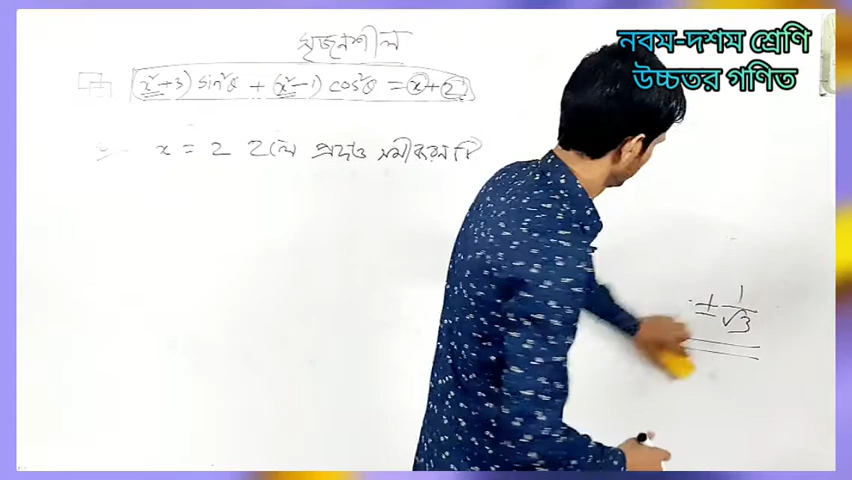 সৃজনশীল
(x²+3) sin²θ + (x²-1) cos²θ = x+2
x = 2 হলে প্রদত্ত সমীকরণটি
± 1/√3
নবম-দশম শ্রেণি
উচ্চতর গণিত